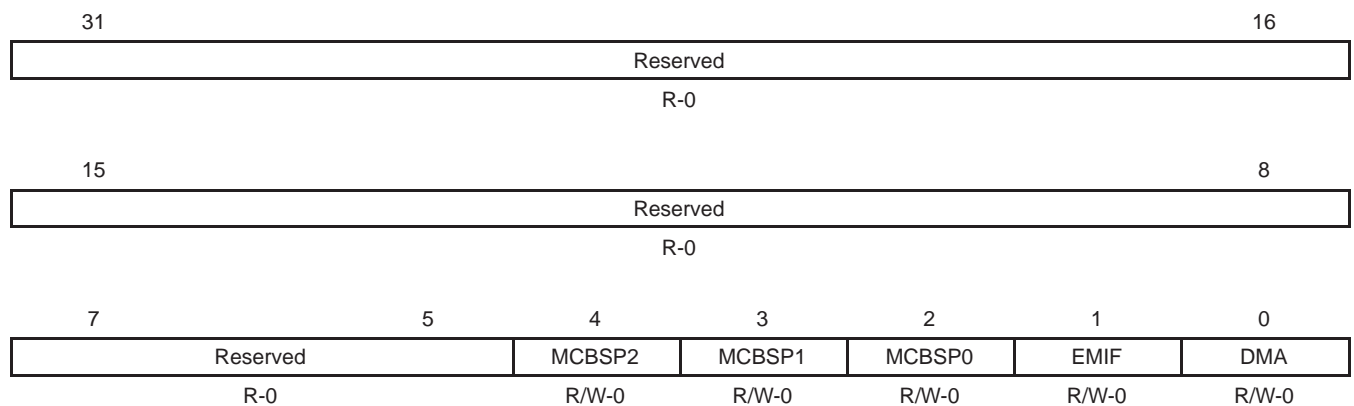 31 16
Reserved
R-0
15 8
Reserved
R-0
7 5 4 3 2 1 0
Reserved MCBSP2 MCBSP1 MCBSP0 EMIF DMA
R-0 R/W-0 R/W-0 R/W-0 R/W-0 R/W-0